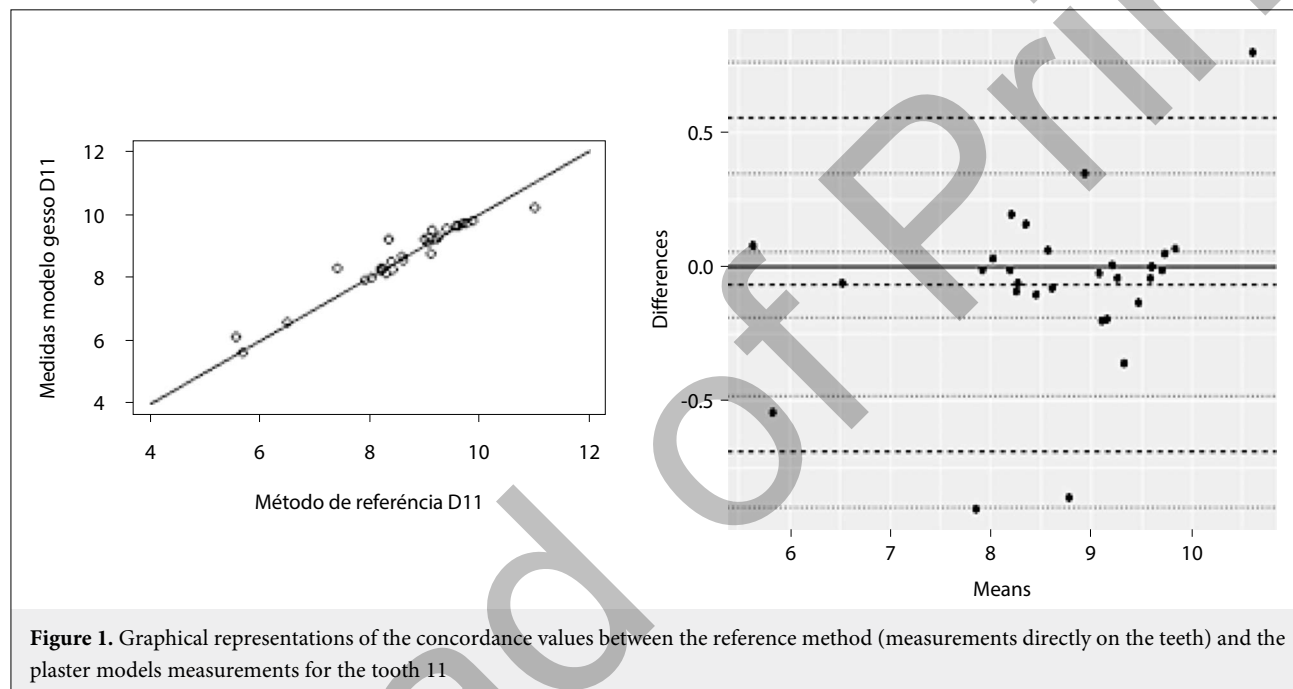 Medidas modelo gesso D11
12
10
8
6
4
4 6 8 10 12
Método de referéncia D11
Differences
0.5
0.0
-0.5
6 7 8 9 10
Means
Figure 1. Graphical representations of the concordance values between the reference method (measurements directly on the teeth) and the
plaster models measurements for the tooth 11